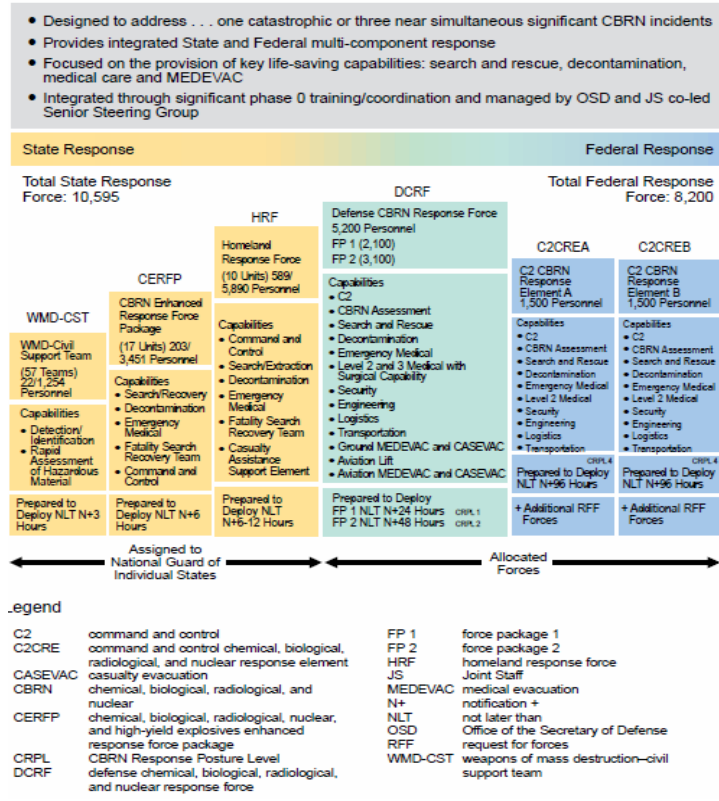 • Designed to address . . . one catastrophic or three near simultaneous significant CBRN incidents
• Provides integrated State and Federal multi-component response
• Focused on the provision of key life-saving capabilities: search and rescue, decontamination,
medical care and MEDEVAC
• Integrated through significant phase 0 training/coordination and managed by OSD and JS co-led
Senior Steering Group
State Response
Federal Response
Total State Response
Force: 10,595
Total Federal Response
Force: 8,200
WMD-CST
WMD-Civil
Support Team
(57 Teams)
22/1,254
Personnel
Capabilities
• Detection/
Identification
• Rapid
Assessment
of Hazardous
Material
Prepared to
Deploy NLT N+3
Hours
CERFP
CBRN Enhanced
Response Force
Package
(17 Units) 203/
3,451 Personnel
Capabilities
• Search/Recovery
• Decontamination
• Emergency
Medical
• Fatality Search
Recovery Team
• Command and
Control
Prepared to
Deploy NLT N+6
Hours
HRF
Homeland
Response Force
(10 Units) 589/
5,890 Personnel
Capabilities
• Command and
Control
• Search/Extraction
• Decontamination
• Emergency
Medical
• Fatality Search
Recovery Team
• Casualty
Assistance
Support Element
Prepared to
Deploy NLT
N+6-12 Hours
DCRF
Defense CBRN Response Force
5,200 Personnel
FP 1 (2,100)
FP 2 (3,100)
Capabilities
• C2
• CBRN Assessment
• Search and Rescue
• Decontamination
• Emergency Medical
• Level 2 and 3 Medical with
Surgical Capability
• Security
• Engineering
• Logistics
• Transportation
• Ground MEDEVAC and CASEVAC
• Aviation Lift
• Aviation MEDEVAC and CASEVAC
Prepared to Deploy
FP 1 NLT N+24 Hours CRPL 1
FP 2 NLT N+48 Hours CRPL 2
C2CREA
C2 CBRN
Response
Element A
1,500 Personnel
Capabilities
• C2
• CBRN Assessment
• Search and Rescue
• Decontamination
• Emergency Medical
• Level 2 Medical
• Security
• Engineering
• Logistics
• Transportation
CRPL 4
Prepared to Deploy
NLT N+96 Hours
+ Additional RFF
Forces
C2CREB
C2 CBRN
Response
Element B
1,500 Personnel
Capabilities
• C2
• CBRN Assessment
• Search and Rescue
• Decontamination
• Emergency Medical
• Level 2 Medical
• Security
• Engineering
• Logistics
• Transportation
CRPL 4
Prepared to Deploy
NLT N+96 Hours
+ Additional RFF
Forces
Assigned to
National Guard of
Individual States
Allocated
Forces
Legend
C2 command and control
C2CRE command and control chemical, biological,
radiological, and nuclear response element
CASEVAC casualty evacuation
CBRN chemical, biological, radiological, and
nuclear
CERFP chemical, biological, radiological, nuclear,
and high-yield explosives enhanced
response force package
CRPL CBRN Response Posture Level
DCRF defense chemical, biological, radiological,
and nuclear response force
FP 1 force package 1
FP 2 force package 2
HRF homeland response force
JS Joint Staff
MEDEVAC medical evacuation
N+ notification +
NLT not later than
OSD Office of the Secretary of Defense
RFF request for forces
WMD-CST weapons of mass destruction–civil
support team